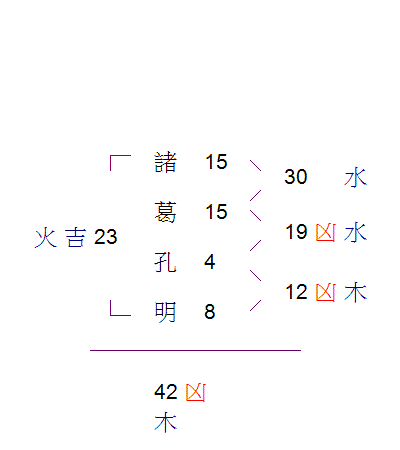 諸 15
30 水
葛 15
19 凶 水
火 吉 23
孔 4
12 凶 木
明 8
42 凶
木